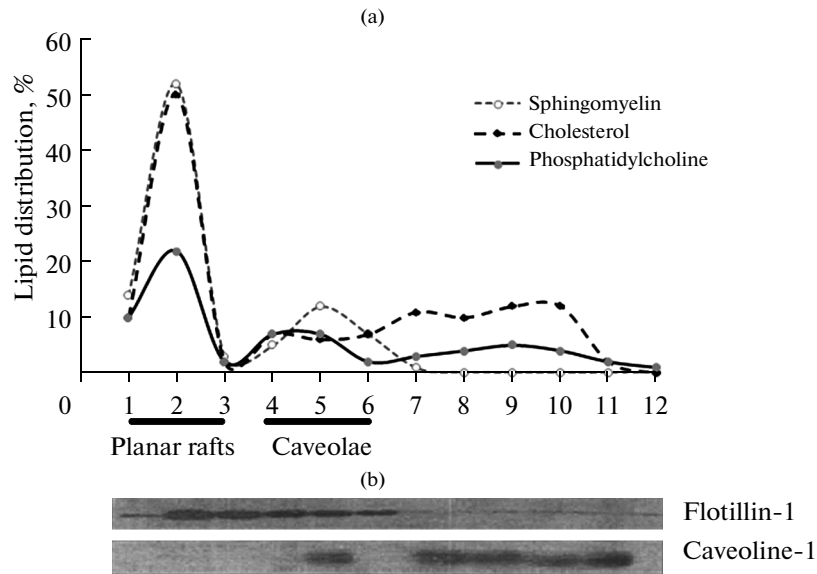 (a)
Lipid distribution, %
60
50
40
30
20
10
0
Sphingomyelin
Cholesterol
Phosphatidylcholine
1 2 3 4 5 6 7 8 9 10 11 12
Planar rafts Caveolae
(b)
Flotillin-1
Caveoline-1